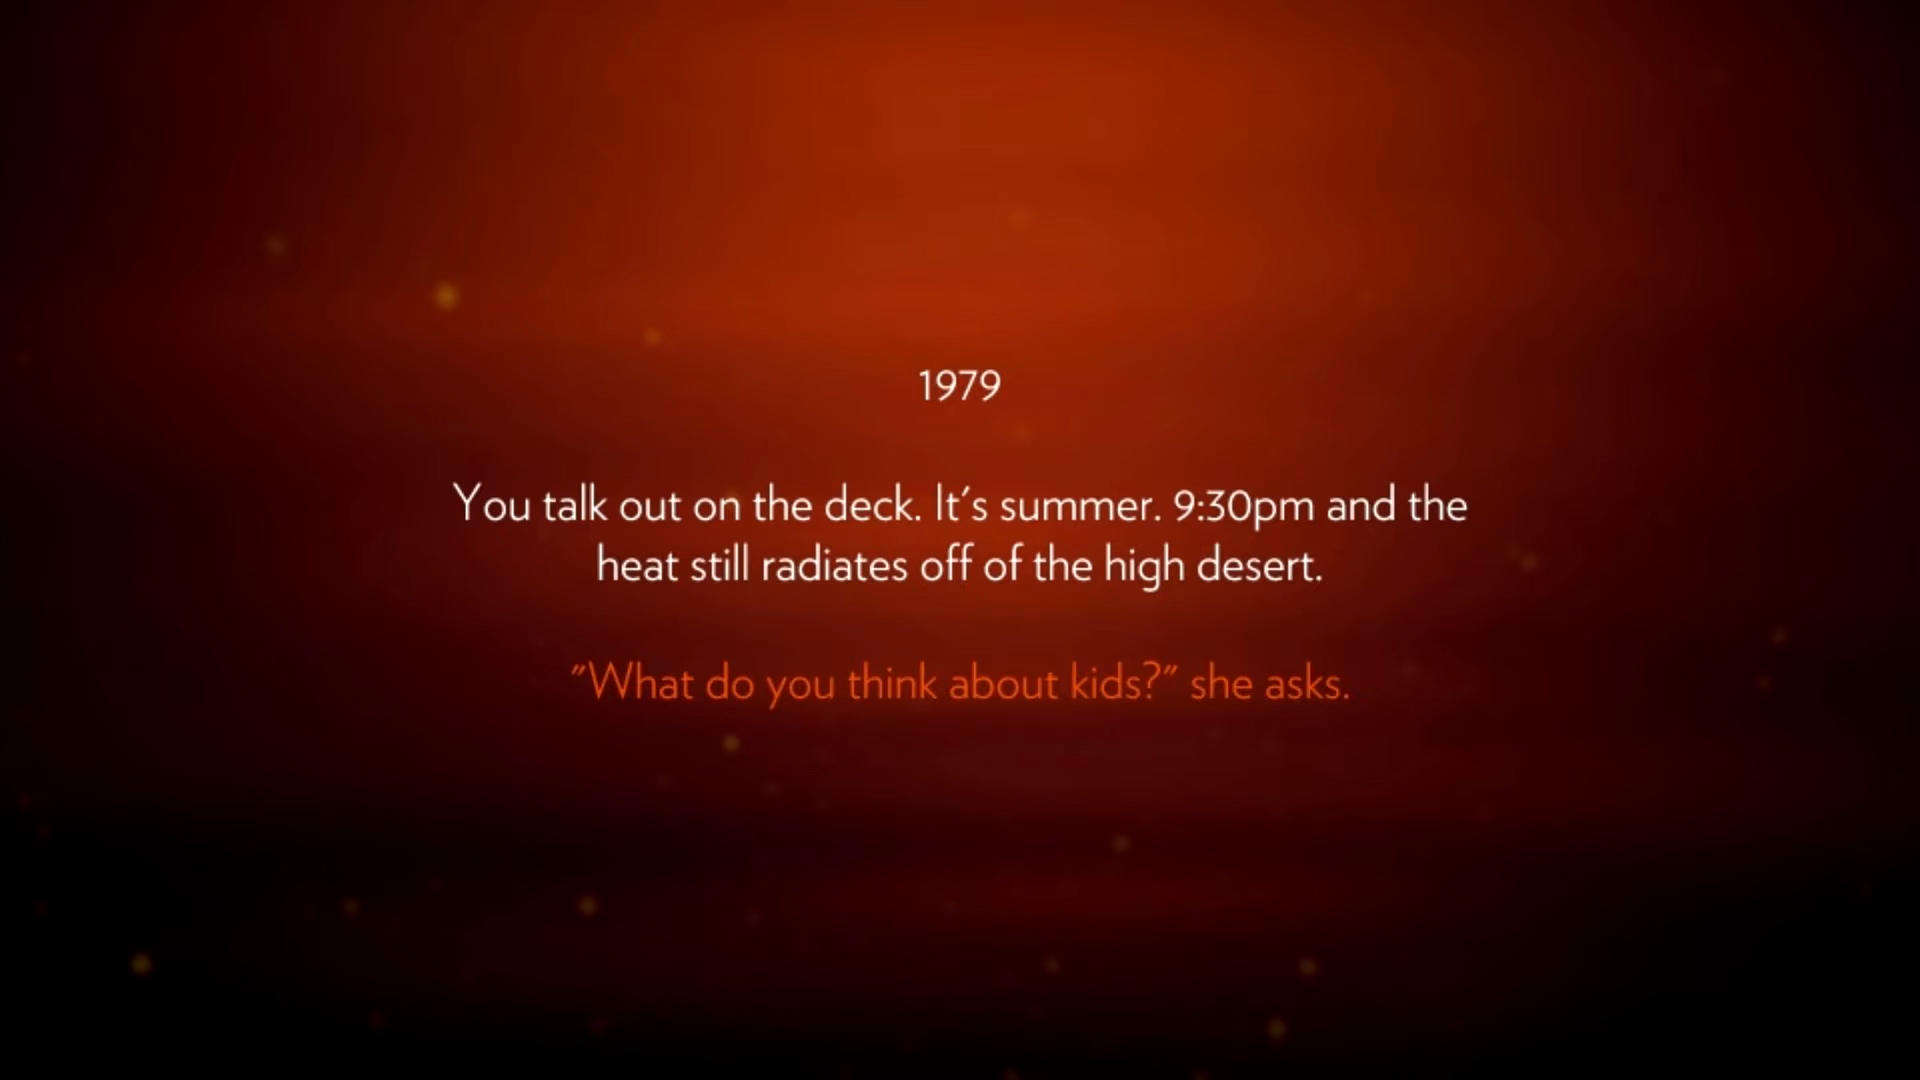 1979
You talk out on the deck. It's summer. 9:30pm and the
heat still radiates off of the high desert.
"What do you think about kids?" she asks.